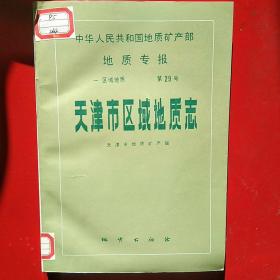 中华人民共和国地质矿产部
地质专报
一 区域地质 第29号
天津市区域地质志
天津市地质矿产局
地质出版社